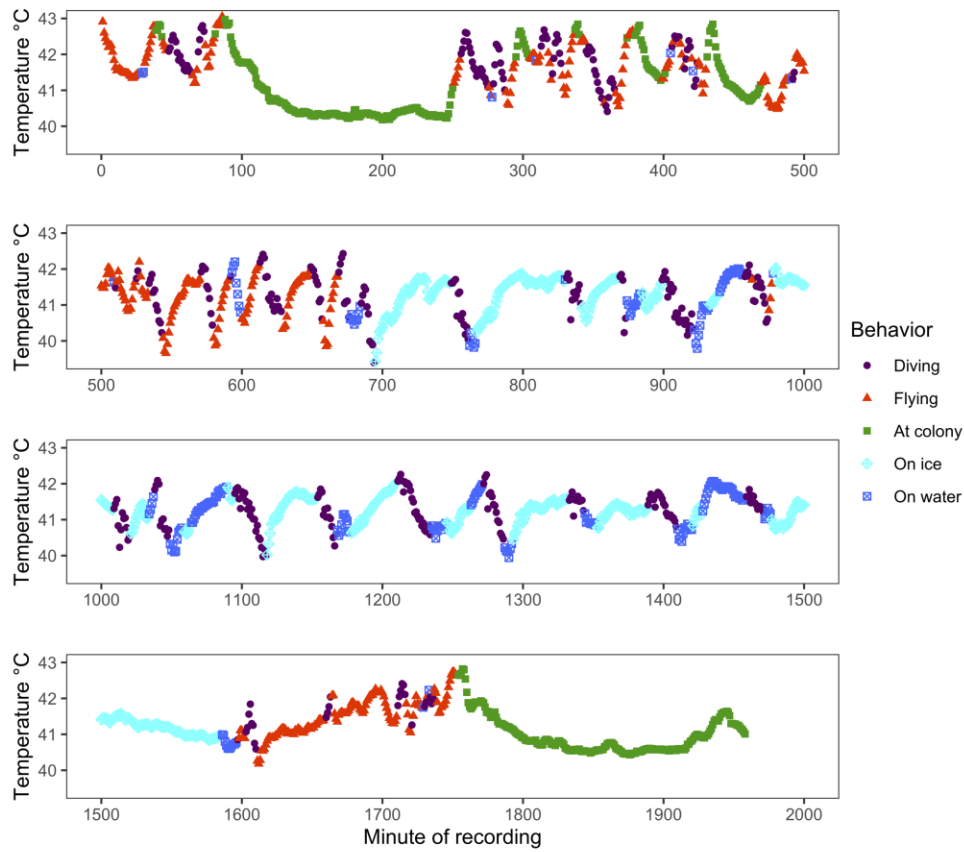 Temperature °C
43
42
41
40
0 100 200 300 400 500
Temperature °C
43
42
41
40
500 600 700 800 900 1000
Temperature °C
43
42
41
40
1000 1100 1200 1300 1400 1500
Temperature °C
43
42
41
40
1500 1600 1700 1800 1900 2000
Minute of recording
Behavior
Diving
Flying
At colony
On ice
On water